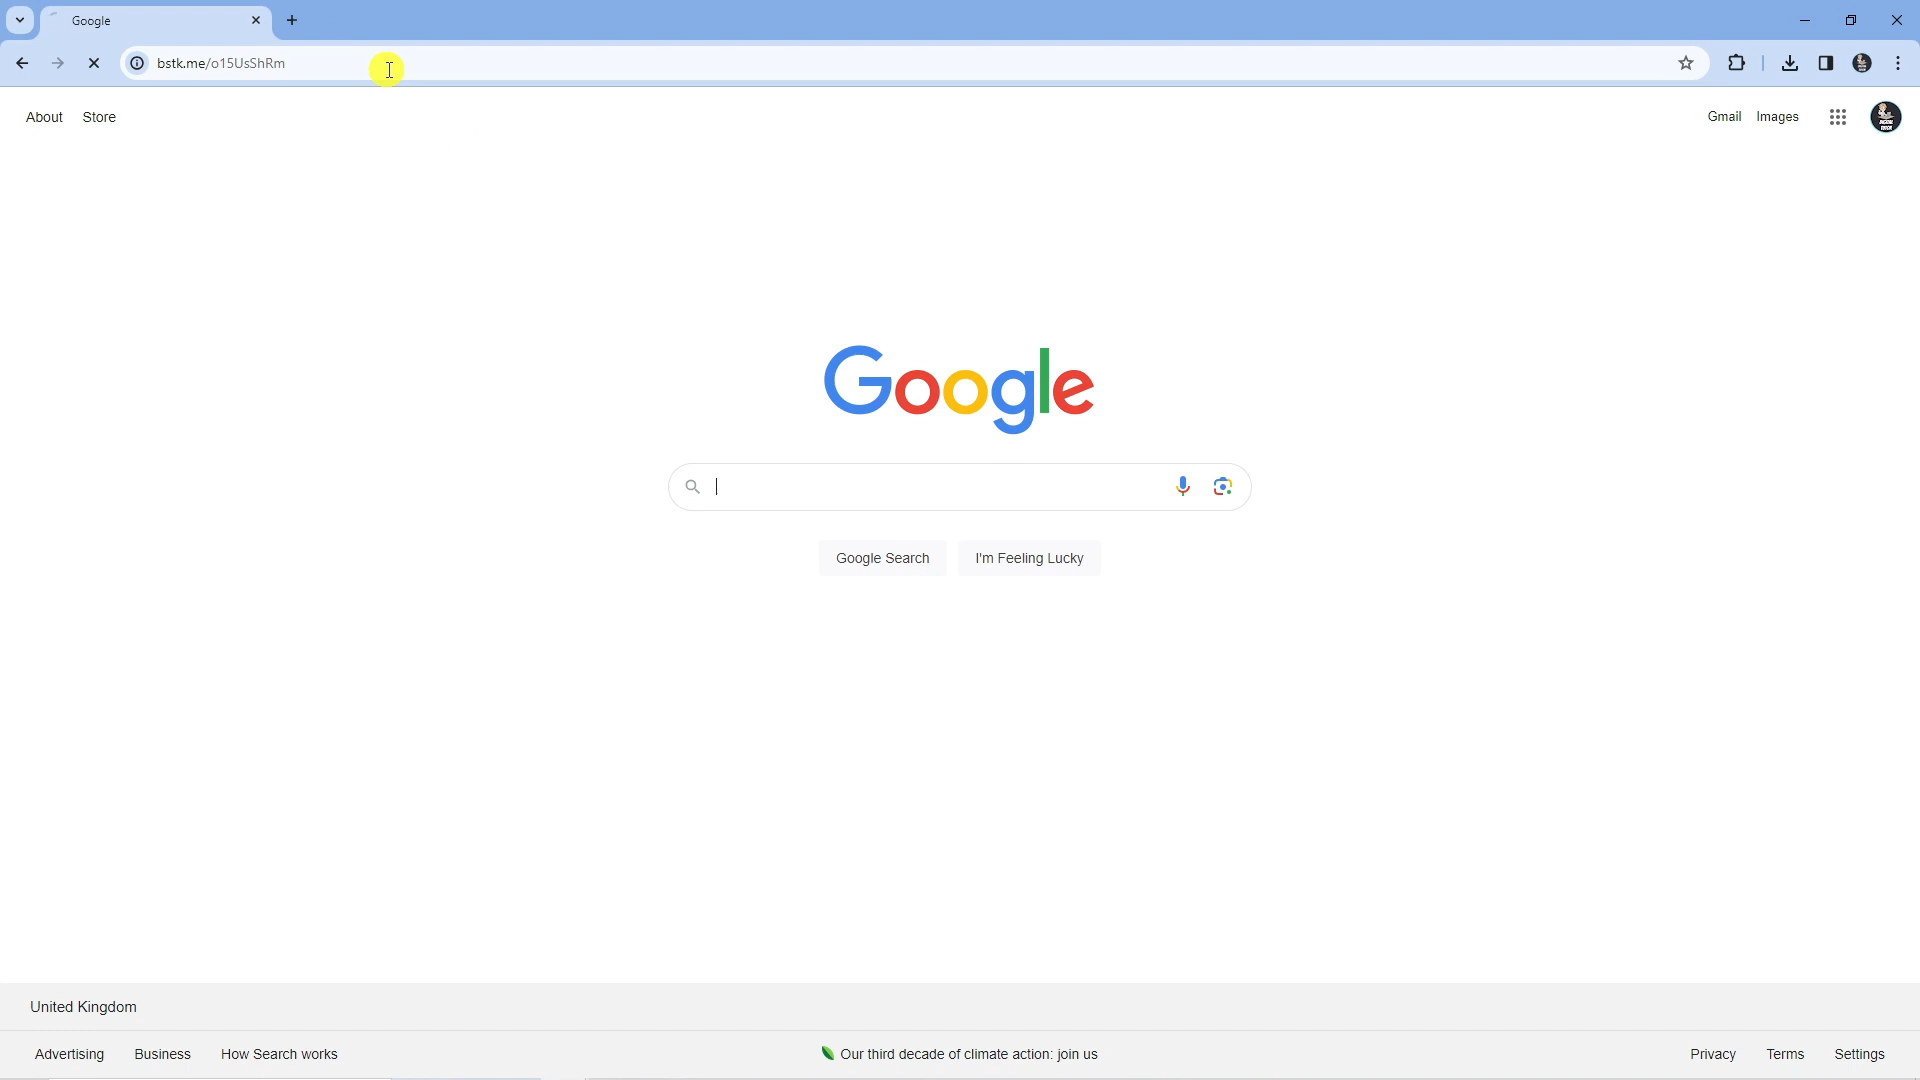 Google
bstk.me/o15UsShRm
About Store
Gmail Images
Google
Google Search I'm Feeling Lucky
United Kingdom
Advertising Business How Search works
Our third decade of climate action: join us
Privacy Terms Settings